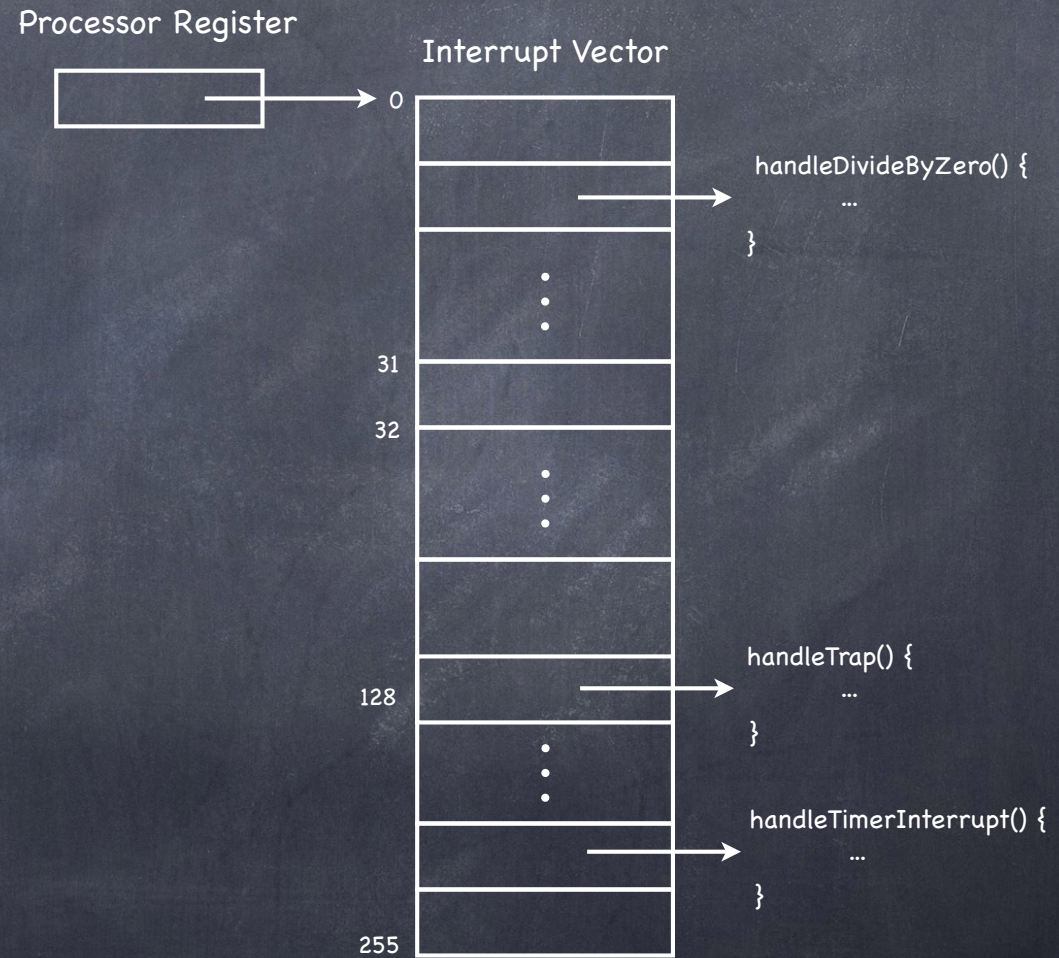 Processor Register
Interrupt Vector
0
handleDivideByZero() {
...
}
31
32
handleTrap() {
...
128
}
handleTimerInterrupt() {
...
}
255